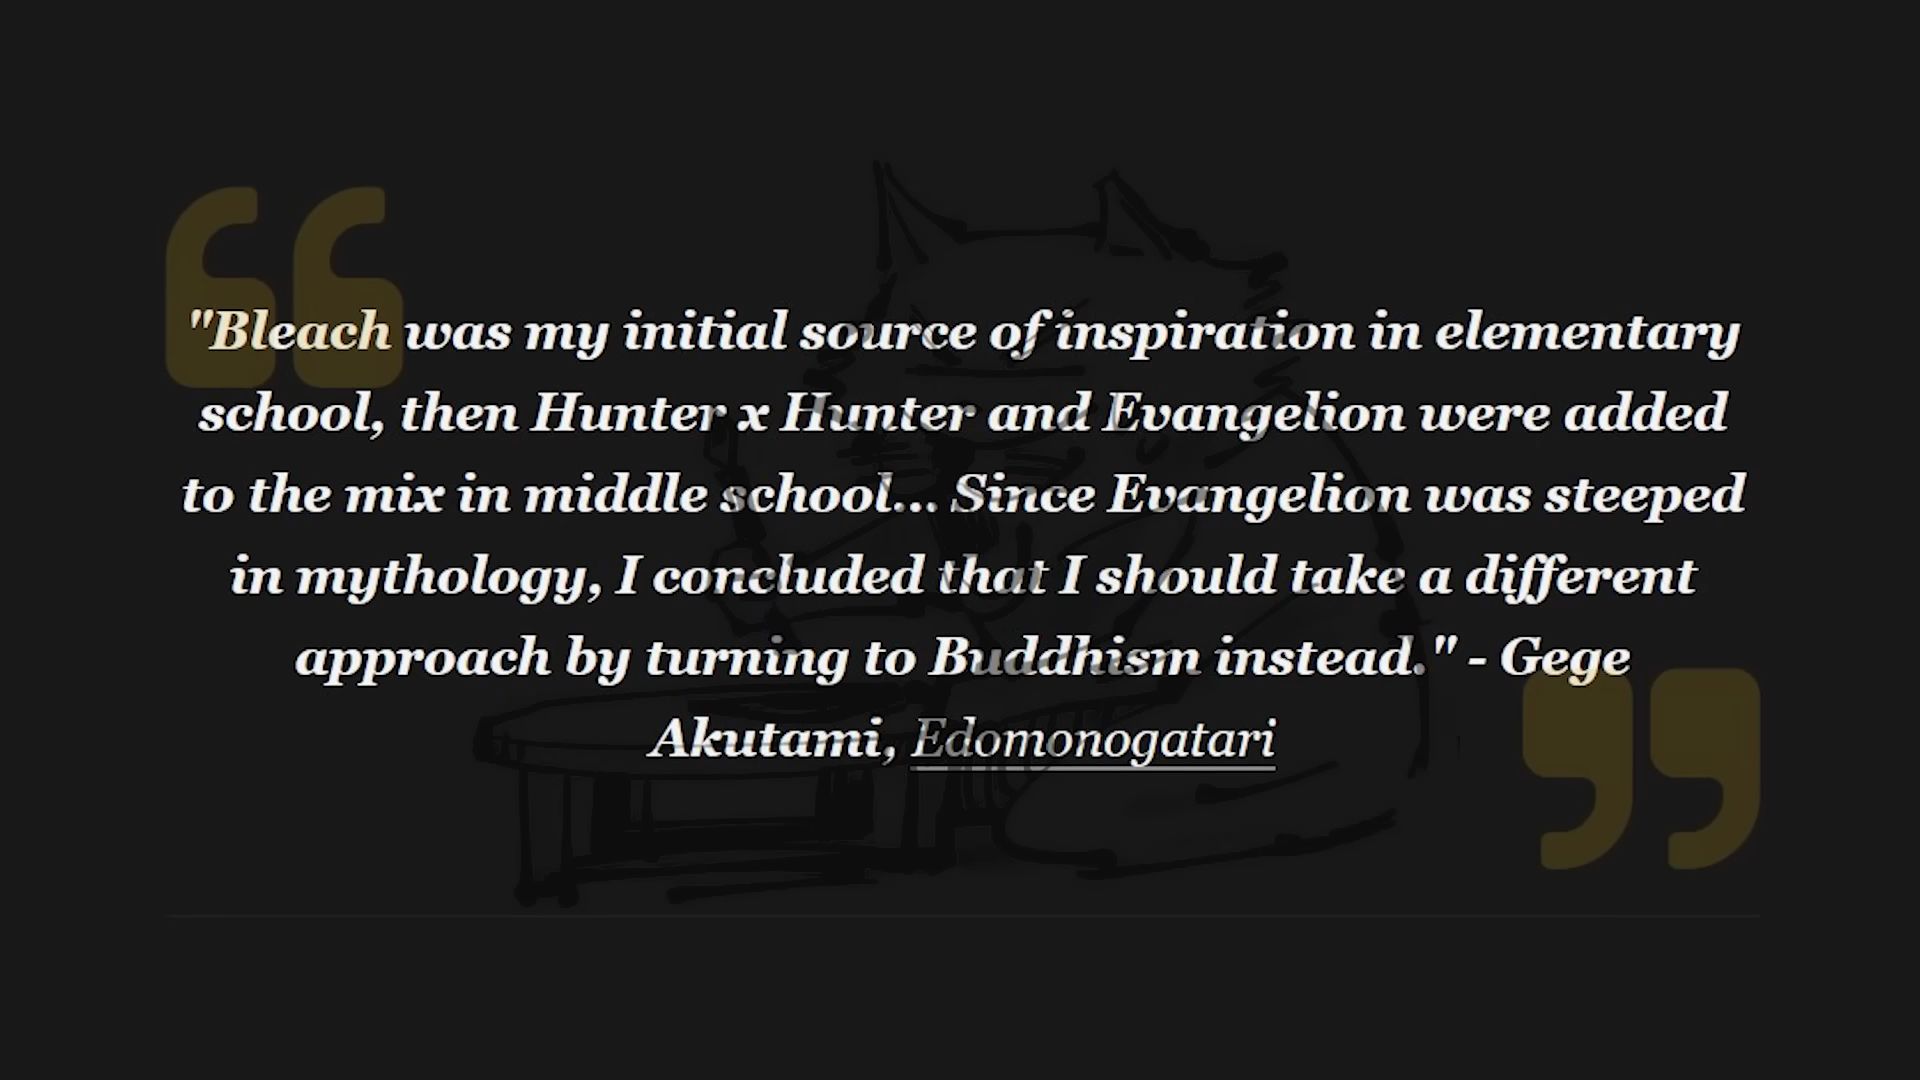 "Bleach was my initial source of inspiration in elementary
school, then Hunter x Hunter and Evangelion were added
to the mix in middle school... Since Evangelion was steeped
in mythology, I concluded that I should take a different
approach by turning to Buddhism instead." - Gege
Akutami, Edomonogatari